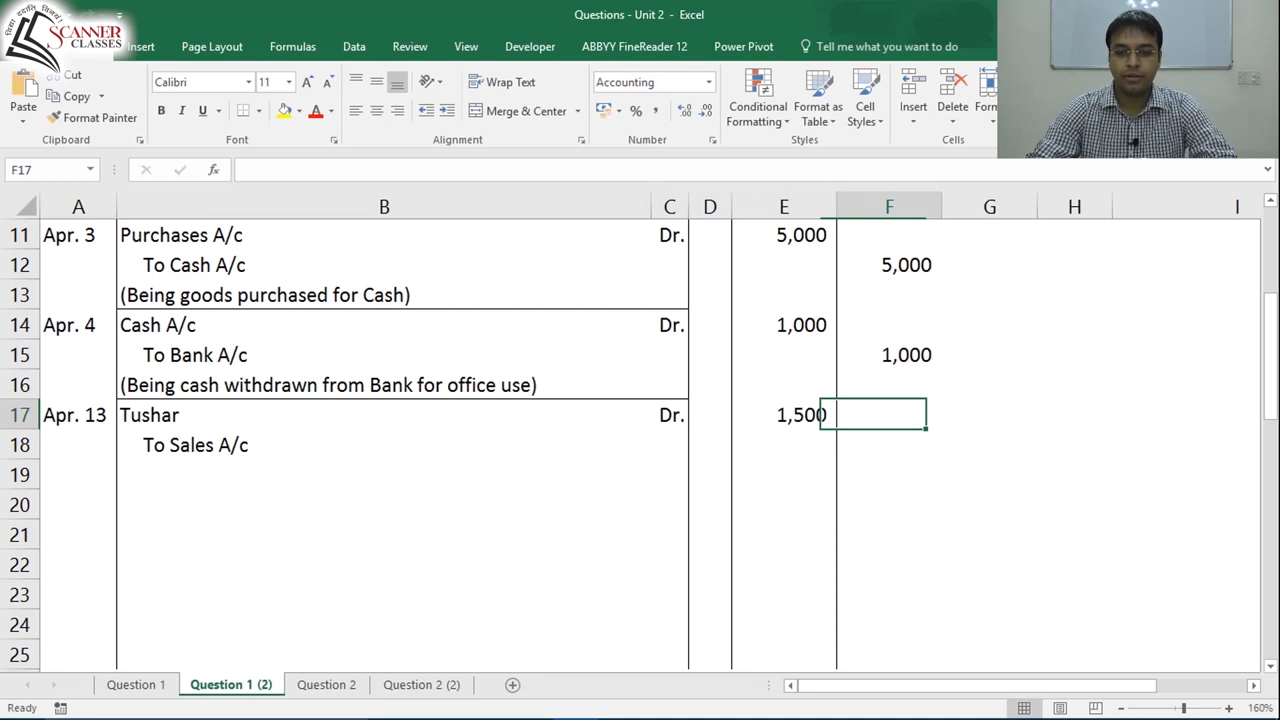 SCANNER
CLASSES
Questions - Unit 2 - Excel
Insert Page Layout Formulas Data Review View Developer ABBYY FineReader 12 Power Pivot Tell me what you want to do
Paste
Cut
Copy
Format Painter
Clipboard
Calibri 11
B I U
Font
Wrap Text
Merge & Center
Alignment
Accounting
Number
Conditional Formatting
Format as Table
Cell Styles
Styles
Insert
Delete
Cells
F17
A B C D E F G H I
11 Apr. 3 Purchases A/c Dr. 5,000
12 To Cash A/c 5,000
13 (Being goods purchased for Cash)
14 Apr. 4 Cash A/c Dr. 1,000
15 To Bank A/c 1,000
16 (Being cash withdrawn from Bank for office use)
17 Apr. 13 Tushar Dr. 1,500
18 To Sales A/c
19
20
21
22
23
24
25
Question 1 Question 1 (2) Question 2 Question 2 (2)
Ready 160%